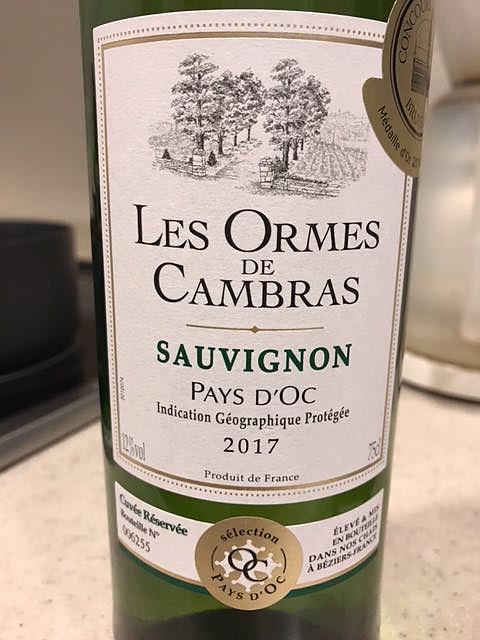 CONCOURS
Médaille d'Or
LES ORMES
DE
CAMBRAS
SAUVIGNON
PAYS D'OC
Indication Géographique Protégée
2017
12%vol
75cl
Produit de France
Cuvée Réservée
Bouteille N°
006255
sélection
OC
PAYS D'OC
ÉLEVÉ & MIS
EN BOUTEILLE
DANS NOS CHAIS
À BÉZIERS-FRANCE